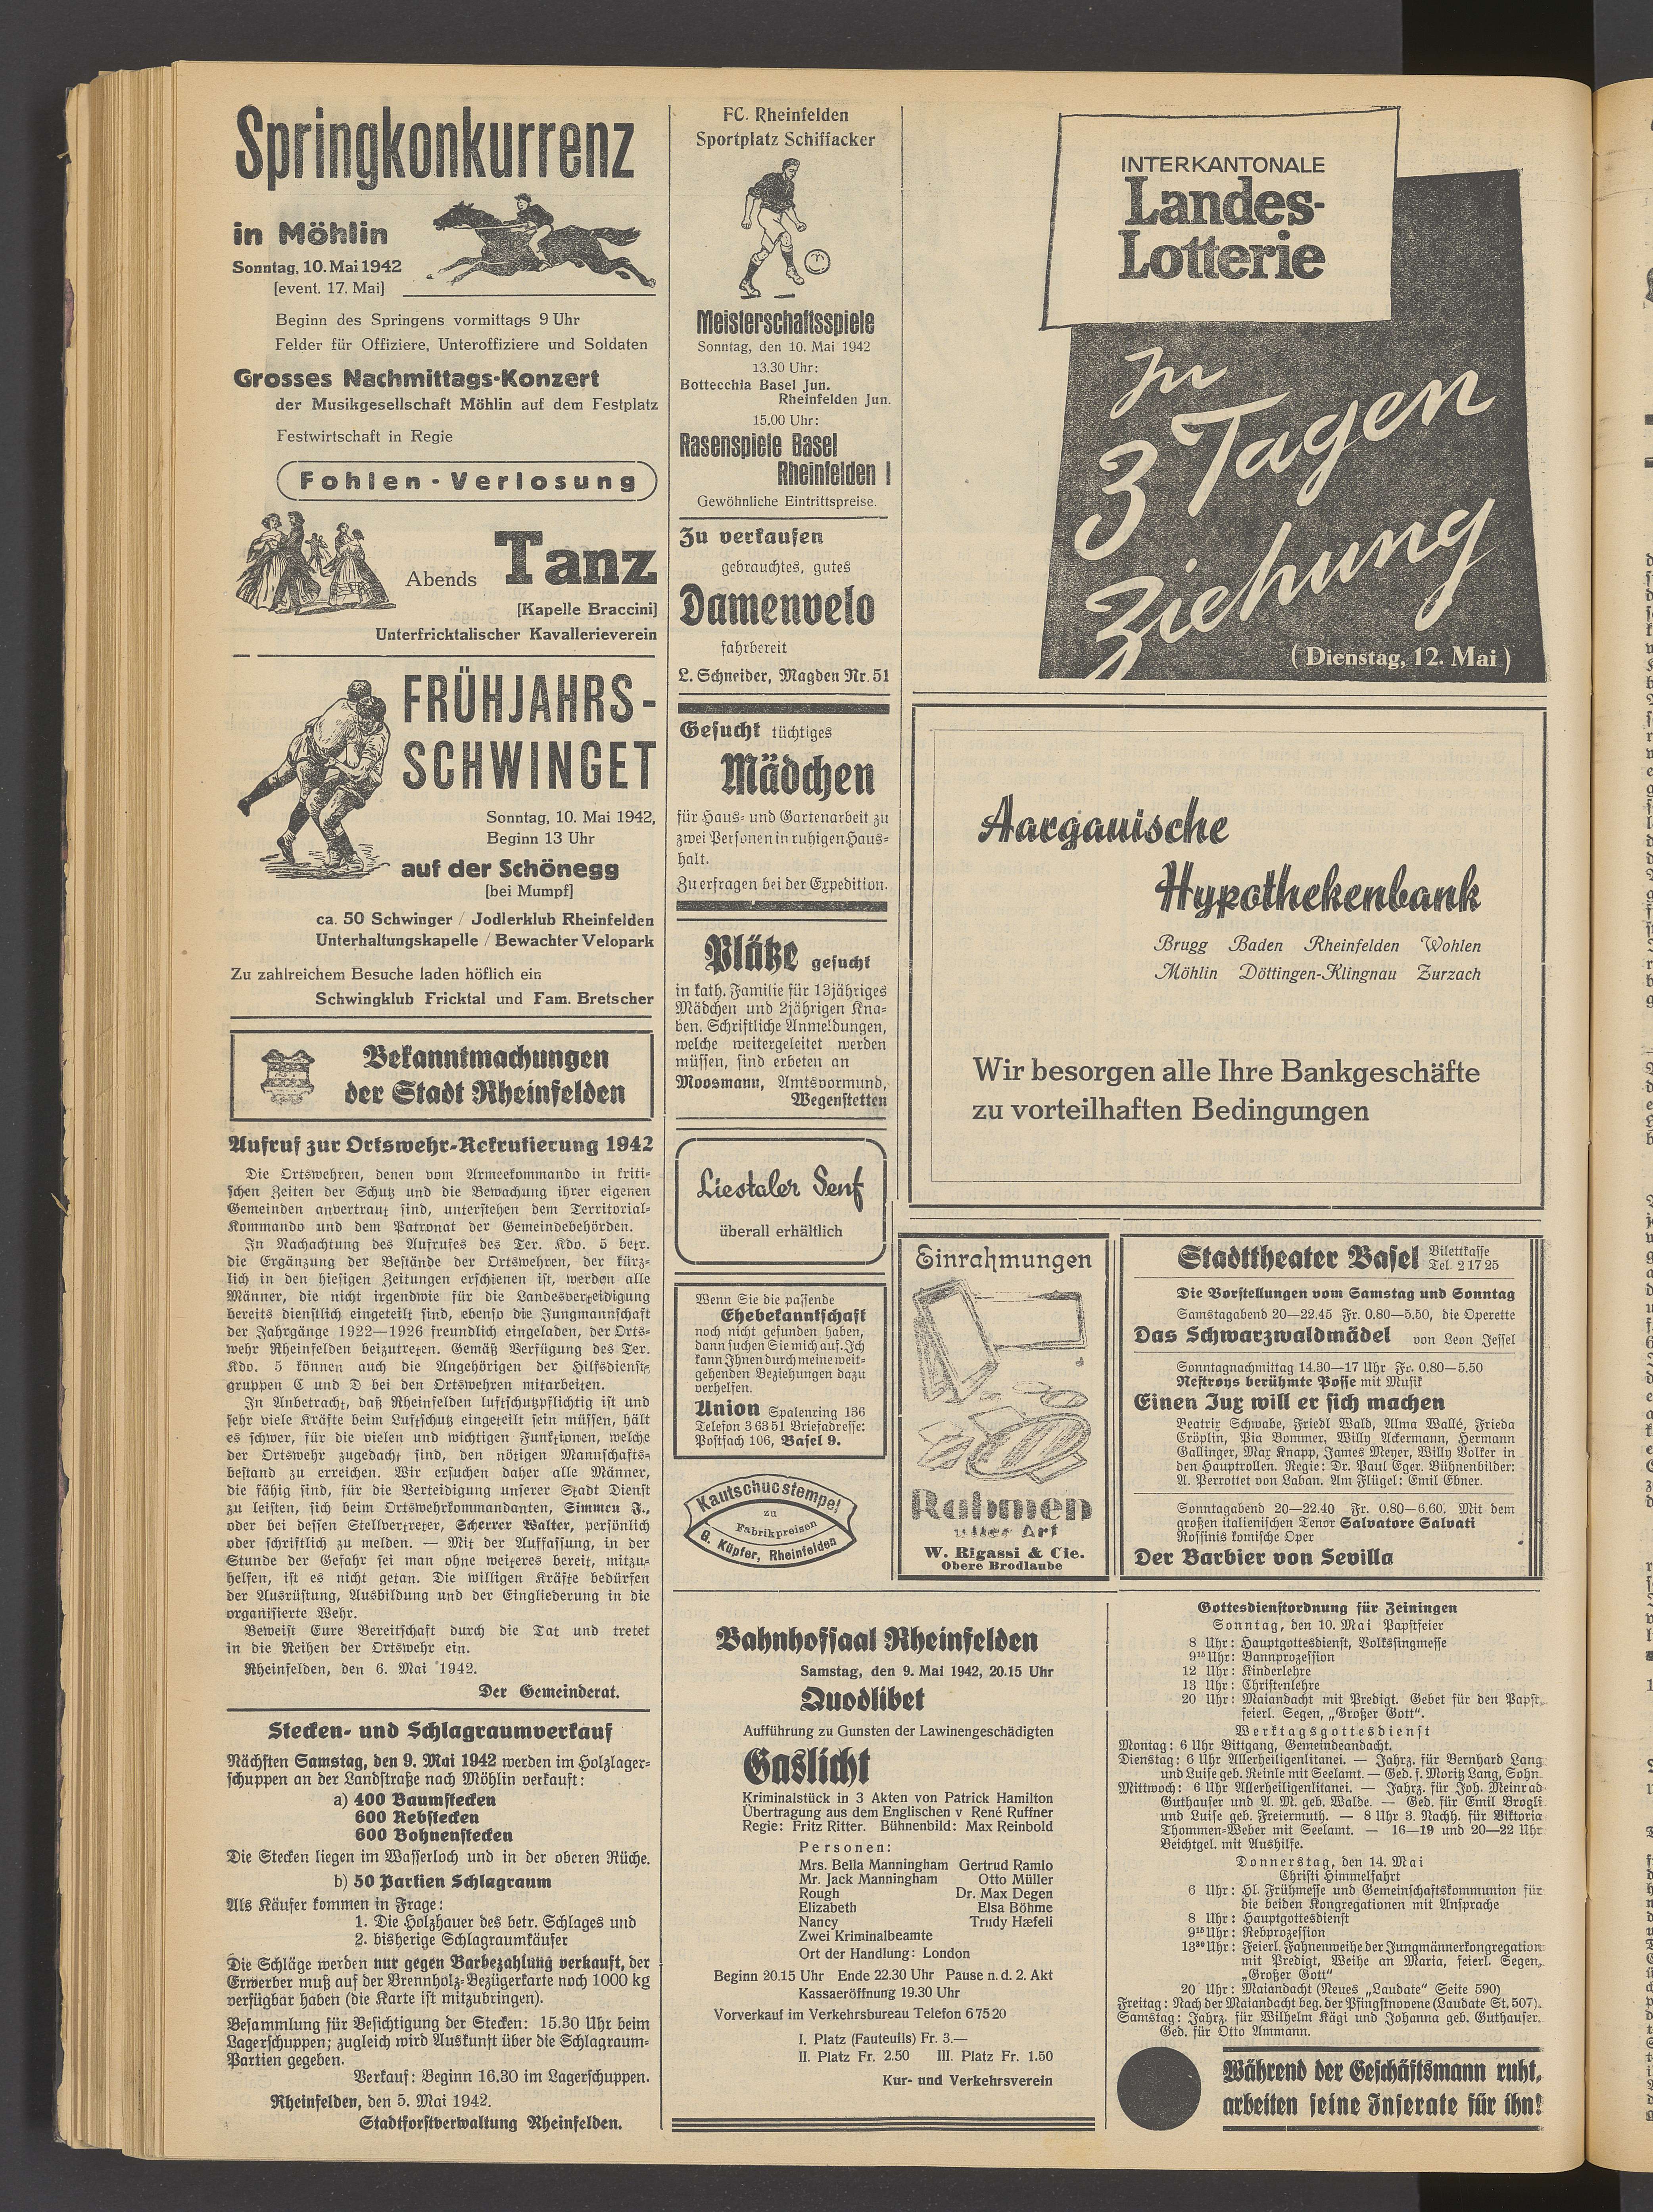 Springkonkurrenz
in Möhlin
Sonntag, 10. Mai 1942
[event. 17. Mai]
Beginn des Springens vormittags 9 Uhr
Felder für Offiziere, Unteroffiziere und Soldaten
Grosses Nachmittags-Konzert
der Musikgesellschaft Möhlin auf dem Festplatz
Festwirtschaft in Regie
Fohlen-Verlosung
Abends Tanz
[Kapelle Braccini]
Unterfricktalischer Kavallerieverein
FRÜHJAHRS-
SCHWINGET
Sonntag, 10. Mai 1942,
Beginn 13 Uhr
auf der Schönegg
[bei Mumpf]
ca. 50 Schwinger / Jodlerklub Rheinfelden
Unterhaltungskapelle / Bewachter Velopark
Zu zahlreichem Besuche laden höflich ein
Schwingklub Fricktal und Fam. Bretscher
Bekanntmachungen
der Stadt Rheinfelden
Aufruf zur Ortswehr-Rekrutierung 1942
Die Ortswehren, denen vom Armeekommando in kriti-
schen Zeiten der Schutz und die Bewachung ihrer eigenen
Gemeinden anvertraut sind, unterstehen dem Territorial-
Kommando und dem Patronat der Gemeindebehörden.
In Nachachtung des Aufrufes des Ter. Kdo. 5 betr.
die Ergänzung der Bestände der Ortswehren, der kürz-
lich in den hiesigen Zeitungen erschienen ist, werden alle
Männer, die nicht irgendwie für die Landesverteidigung
bereits dienstlich eingeteilt sind, ebenso die Jungmannschaft
der Jahrgänge 1922—1926 freundlich eingeladen, der Orts-
wehr Rheinfelden beizutreten. Gemäß Verfügung des Ter.
Kdo. 5 können auch die Angehörigen der Hilfsdienst-
gruppen C und D bei den Ortswehren mitarbeiten.
In Anbetracht, daß Rheinfelden luftschutzpflichtig ist und
sehr viele Kräfte beim Luftschutz eingeteilt sein müssen, hält
es schwer, für die vielen und wichtigen Funktionen, welche
der Ortswehr zugedacht sind, den nötigen Mannschafts-
bestand zu erreichen. Wir ersuchen daher alle Männer,
die fähig sind, für die Verteidigung unserer Stadt Dienst
zu leisten, sich beim Ortswehrkommandanten, Simmen J.,
oder bei dessen Stellvertreter, Scherrer Walter, persönlich
oder schriftlich zu melden. — Mit der Auffassung, in der
Stunde der Gefahr sei man ohne weiteres bereit, mitzu-
helfen, ist es nicht getan. Die willigen Kräfte bedürfen
der Ausrüstung, Ausbildung und der Eingliederung in die
organisierte Wehr.
Beweist Eure Bereitschaft durch die Tat und tretet
in die Reihen der Ortswehr ein.
Rheinfelden, den 6. Mai 1942.
Der Gemeinderat.
Stecken- und Schlagraumverkauf
Nächsten Samstag, den 9. Mai 1942 werden im Holzlager-
schuppen an der Landstraße nach Möhlin verkauft:
a) 400 Baumstecken
600 Rebstecken
600 Bohnenstecken
Die Stecken liegen im Wasserloch und in der oberen Rüche.
b) 50 Partien Schlagraum
Als Käufer kommen in Frage:
1. Die Holzhauer des betr. Schlages und
2. bisherige Schlagraumkäufer
Die Schläge werden nur gegen Barbezahlung verkauft, der
Erwerber muß auf der Brennholz-Bezügerkarte noch 1000 kg
verfügbar haben (die Karte ist mitzubringen).
Besammlung für Besichtigung der Stecken: 15.30 Uhr beim
Lagerschuppen; zugleich wird Auskunft über die Schlagraum-
Partien gegeben.
Verkauf: Beginn 16.30 im Lagerschuppen.
Rheinfelden, den 5. Mai 1942.
Stadtforstverwaltung Rheinfelden.
FC. Rheinfelden
Sportplatz Schiffacker
Meisterschaftsspiele
Sonntag, den 10. Mai 1942
13.30 Uhr:
Bottecchia Basel Jun.
Rheinfelden Jun.
15.00 Uhr:
Rasenspiele Basel
Rheinfelden I
Gewöhnliche Eintrittspreise.
Zu verkaufen
gebrauchtes, gutes
Damenvelo
fahrbereit
L. Schneider, Magden Nr. 51
Gesucht tüchtiges
Mädchen
für Haus- und Gartenarbeit zu
zwei Personen in ruhigen Haus-
halt.
Zu erfragen bei der Expedition.
Plätze gesucht
in kath. Familie für 13jähriges
Mädchen und 2jährigen Kna-
ben. Schriftliche Anmeldungen,
welche weitergeleitet werden
müssen, sind erbeten an
Moosmann, Amtsvormund,
Wegenstetten
Liestaler Senf
überall erhältlich
Wenn Sie die passende
Ehebekanntschaft
noch nicht gefunden haben,
dann suchen Sie mich auf. Ich
kann Ihnen durch meine weit-
gehenden Beziehungen dazu
verhelfen.
Union Spalenring 136
Telefon 3 63 51 Briefadresse:
Postfach 106, Basel 9.
Kautschucstempel
zu
Fabrikpreisen
G. Küpfer, Rheinfelden
INTERKANTONALE
Landes-
Lotterie
In
3 Tagen
Ziehung
(Dienstag, 12. Mai)
Aargauische
Hypothekenbank
Brugg Baden Rheinfelden Wohlen
Möhlin Döttingen-Klingnau Zurzach
Wir besorgen alle Ihre Bankgeschäfte
zu vorteilhaften Bedingungen
Einrahmungen
Rahmen
aller Art
W. Rigassi & Cie.
Obere Brodlaube
Stadttheater Basel Bilettkasse
Tel. 2 17 25
Die Vorstellungen vom Samstag und Sonntag
Samstagabend 20—22.45 Fr. 0.80—5.50, die Operette
Das Schwarzwaldmädel von Leon Jessel
Sonntagnachmittag 14.30—17 Uhr Fr. 0.80—5.50
Nestroys berühmte Posse mit Musik
Einen Jux will er sich machen
Beatrix Schwabe, Friedl Wald, Alma Wallé, Frieda
Cröplin, Pia Bommer, Willy Ackermann, Hermann
Gallinger, Max Knapp, James Meyer, Willy Volker in
den Hauptrollen. Regie: Dr. Paul Eger. Bühnenbilder:
A. Perrottet von Laban. Am Flügel: Emil Ebner.
Sonntagabend 20—22.40 Fr. 0.80—6.60. Mit dem
großen italienischen Tenor Salvatore Salvati
Rossinis komische Oper
Der Barbier von Sevilla
Bahnhofsaal Rheinfelden
Samstag, den 9. Mai 1942, 20.15 Uhr
Quodlibet
Aufführung zu Gunsten der Lawinengeschädigten
Gaslicht
Kriminalstück in 3 Akten von Patrick Hamilton
Übertragung aus dem Englischen v René Ruffner
Regie: Fritz Ritter. Bühnenbild: Max Reinbold
Personen:
Mrs. Bella Manningham Gertrud Ramlo
Mr. Jack Manningham Otto Müller
Rough Dr. Max Degen
Elizabeth Elsa Böhme
Nancy Trudy Hæfeli
Zwei Kriminalbeamte
Ort der Handlung: London
Beginn 20.15 Uhr Ende 22.30 Uhr Pause n. d. 2. Akt
Kassaeröffnung 19.30 Uhr
Vorverkauf im Verkehrsbureau Telefon 6 75 20
I. Platz (Fauteuils) Fr. 3.—
II. Platz Fr. 2.50 III. Platz Fr. 1.50
Kur- und Verkehrsverein
Gottesdienstordnung für Zeiningen
Sonntag, den 10. Mai Papstfeier
8 Uhr: Hauptgottesdienst, Volkssingmesse
9¹⁵ Uhr: Bannprozession
12 Uhr: Kinderlehre
13 Uhr: Christenlehre
20 Uhr: Maiandacht mit Predigt. Gebet für den Papst,
feierl. Segen, „Großer Gott".
Werktagsgottesdienst
Montag: 6 Uhr Bittgang, Gemeindeandacht.
Dienstag: 6 Uhr Allerheiligenlitanei. — Jahrz. für Bernhard Lang
und Luise geb. Reinle mit Seelamt. — Ged. f. Moritz Lang, Sohn.
Mittwoch: 6 Uhr Allerheiligenlitanei. — Jahrz. für Joh. Meinrad
Guthauser und A. M. geb. Walde. — Ged. für Emil Brogli
und Luise geb. Freiermuth. — 8 Uhr 3. Nachh. für Viktoria
Thommen-Weber mit Seelamt. — 16—19 und 20—22 Uhr
Beichtgel. mit Aushilfe.
Donnerstag, den 14. Mai
Christi Himmelfahrt
6 Uhr: Hl. Frühmesse und Gemeinschaftskommunion für
die beiden Kongregationen mit Ansprache
8 Uhr: Hauptgottesdienst
9¹⁵ Uhr: Rebprozession
13³⁰ Uhr: Feierl. Fahnenweihe der Jungmännerkongregation
mit Predigt, Weihe an Maria, feierl. Segen,
„Großer Gott"
20 Uhr: Maiandacht (Neues „Laudate" Seite 590)
Freitag: Nach der Maiandacht beg. der Pfingstnovene (Laudate St. 507).
Samstag: Jahrz. für Wilhelm Kägi und Johanna geb. Guthauser.
Ged. für Otto Ammann.
Während der Geschäftsmann ruht,
arbeiten seine Inserate für ihn!